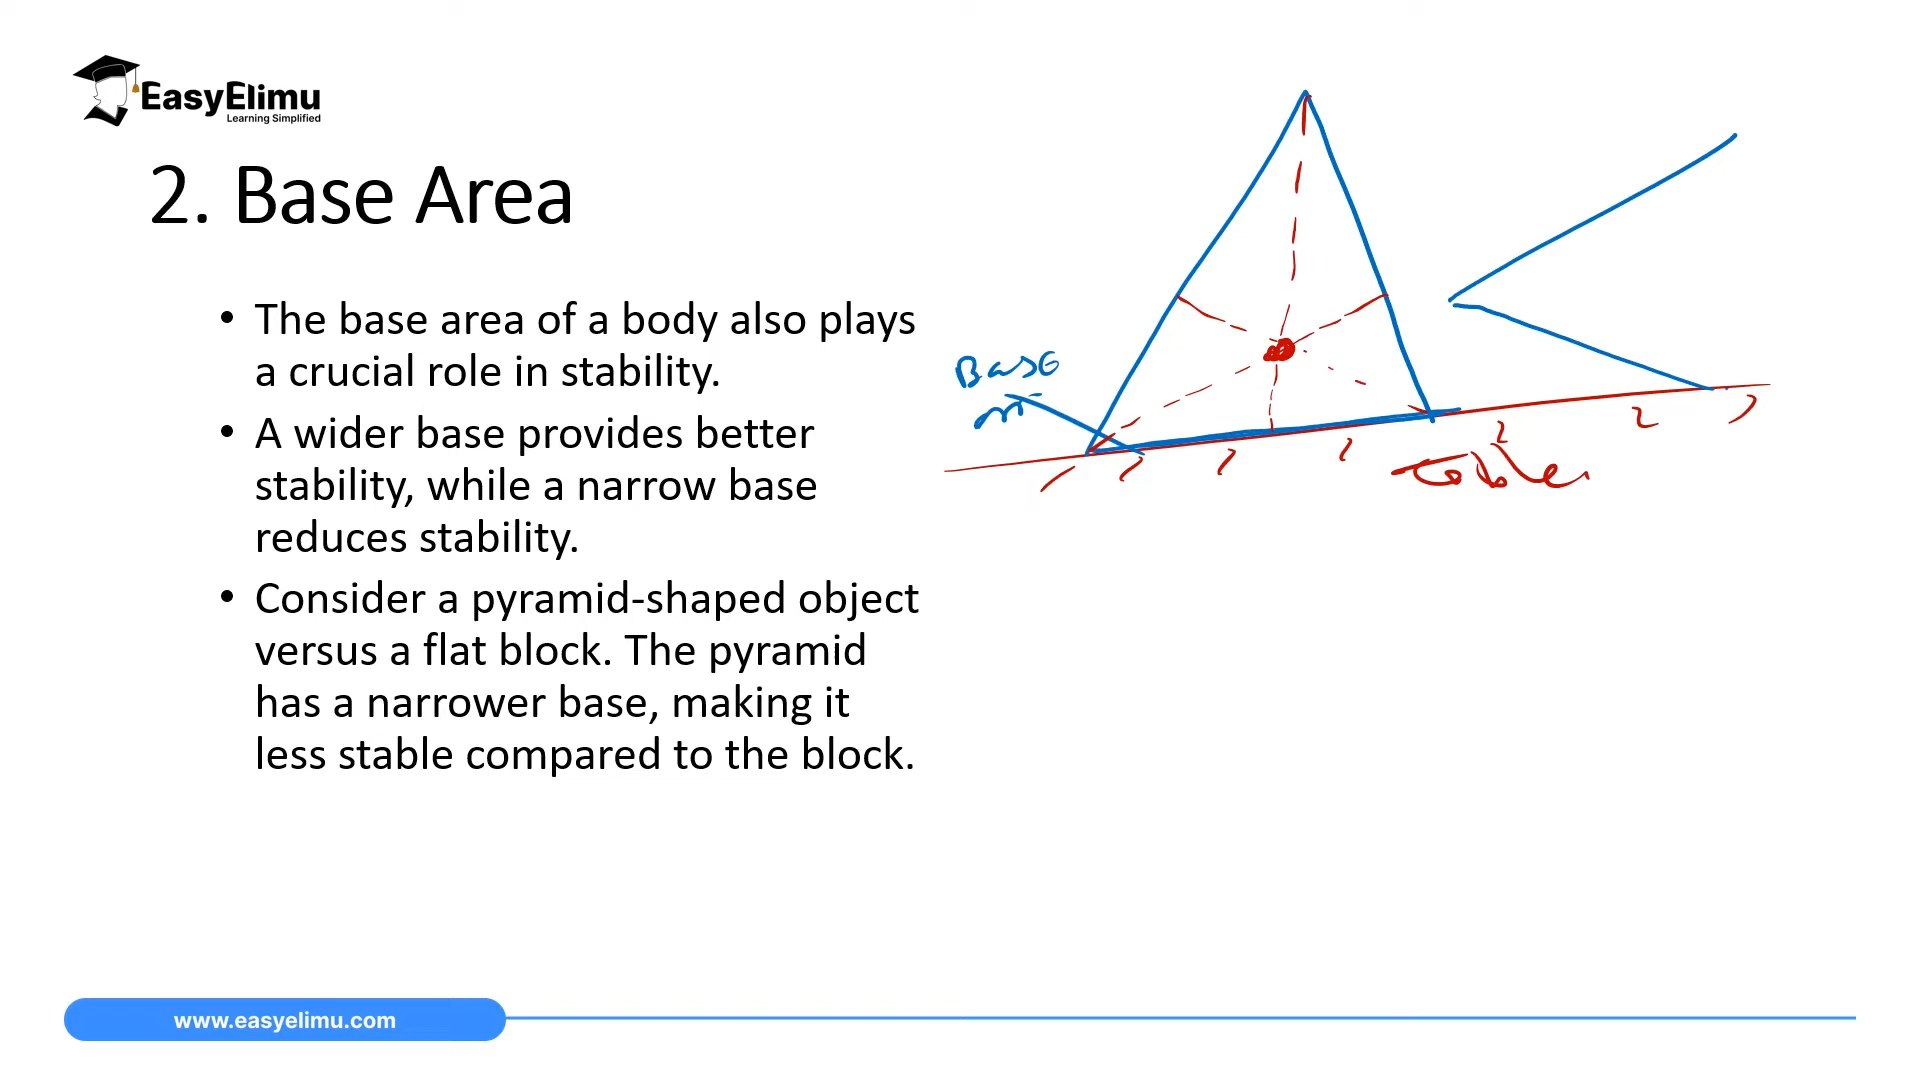 EasyElimu
Learning Simplified
2. Base Area
• The base area of a body also plays
a crucial role in stability.
• A wider base provides better
stability, while a narrow base
reduces stability.
• Consider a pyramid-shaped object
versus a flat block. The pyramid
has a narrower base, making it
less stable compared to the block.
Base
www.easyelimu.com